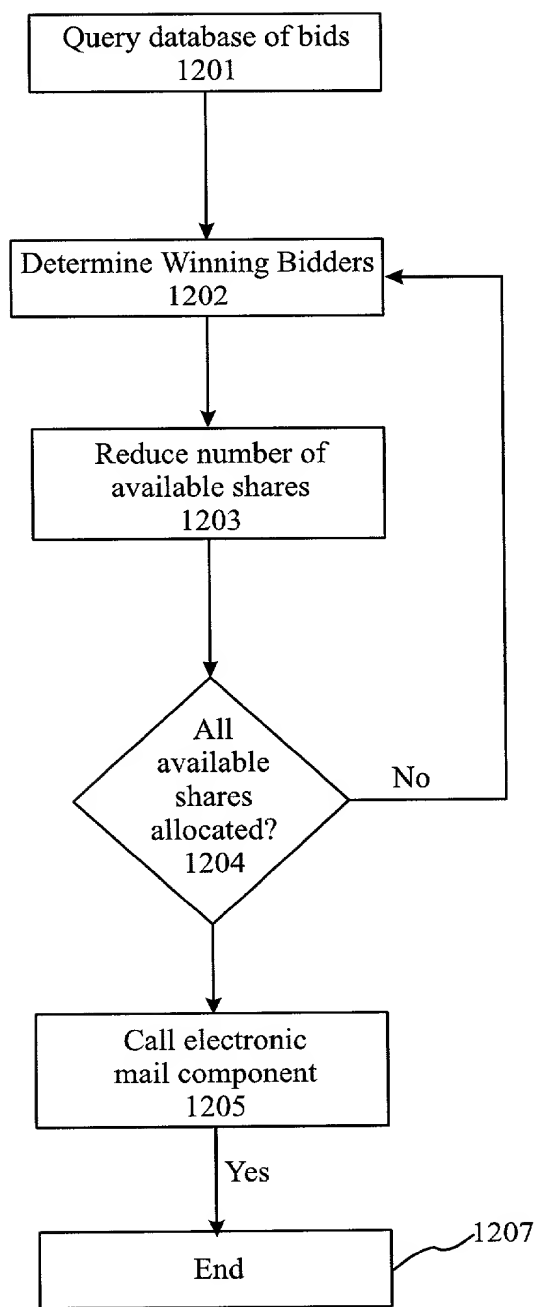 Query database of bids
1201
Determine Winning Bidders
1202
Reduce number of
available shares
1203
All
available
shares
allocated?
1204
No
Call electronic
mail component
1205
Yes
1207
End